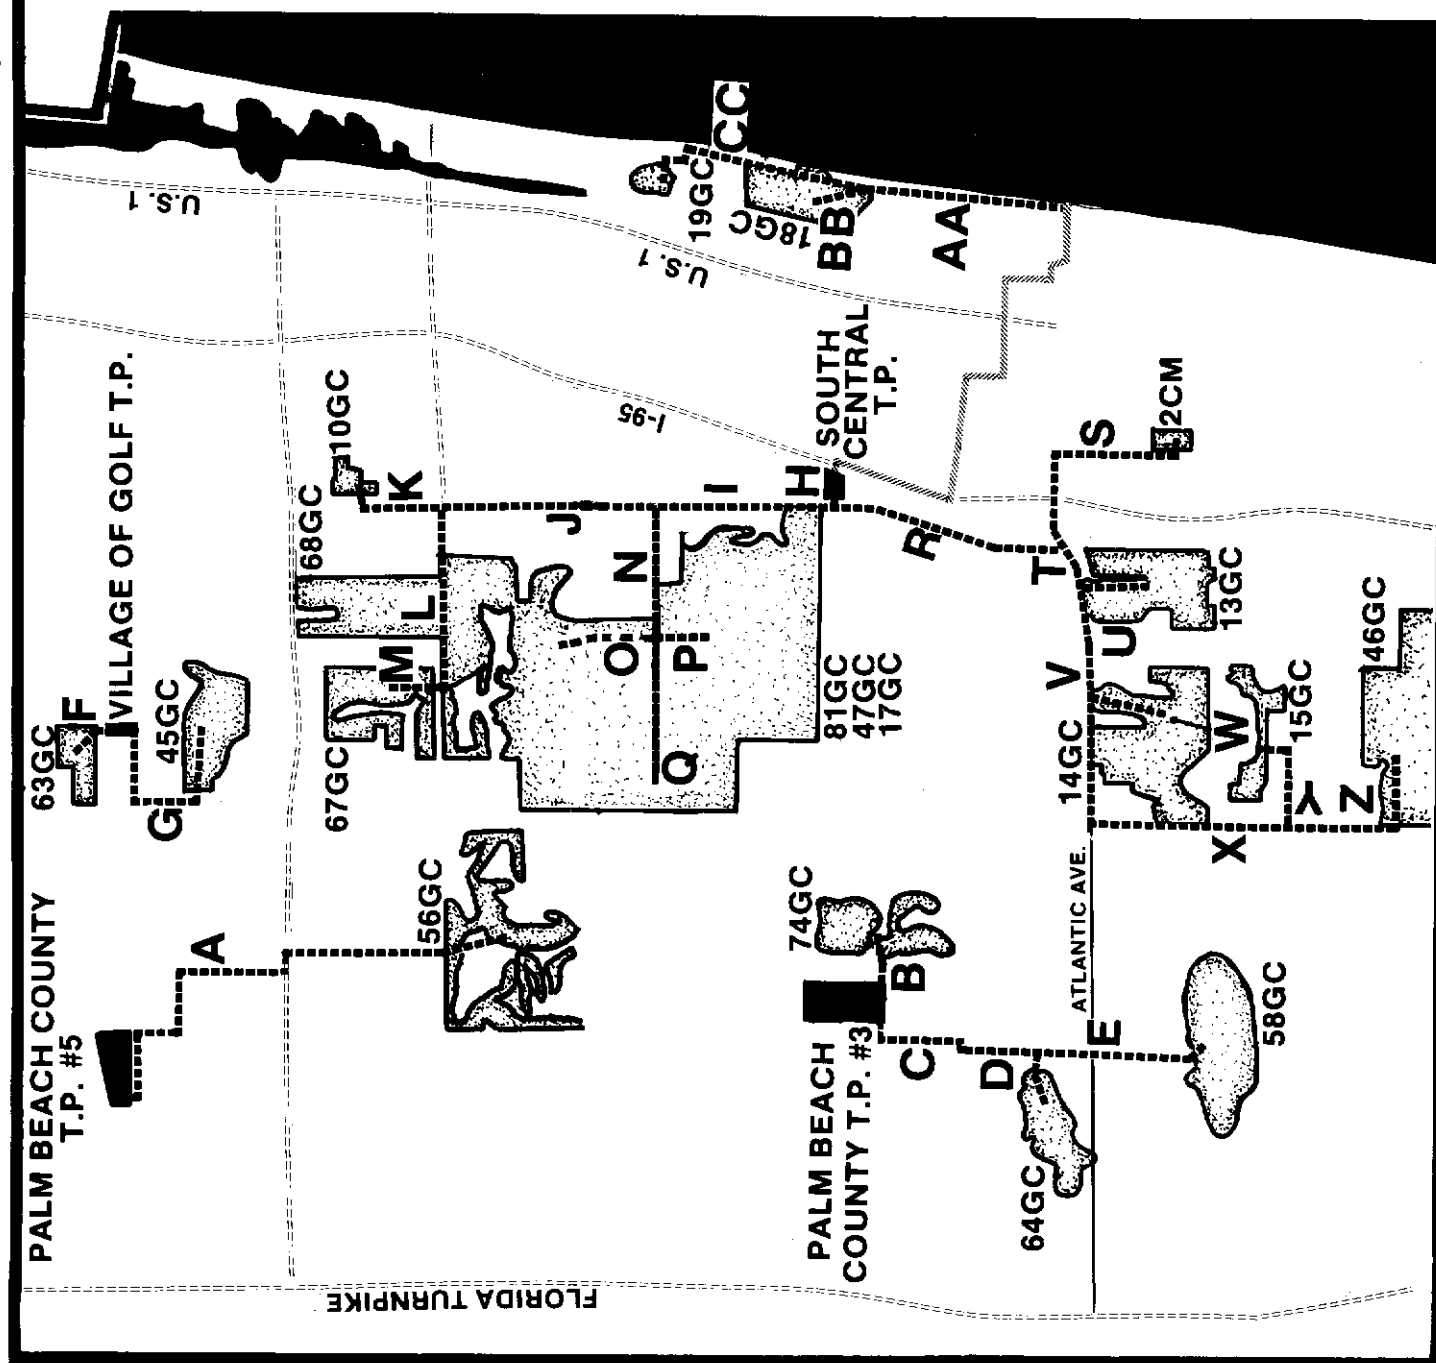 PALM BEACH COUNTY
T.P. #5
A
63GC
F
VILLAGE OF GOLF T.P.
G
45GC
U.S. 1
10GC
68GC
K
67GC
M
L
56GC
J
I
N
O
P
Q
81GC
47GC
17GC
H
SOUTH
CENTRAL
T.P.
I-95
U.S. 1
19GC
CC
18GC
BB
AA
PALM BEACH
COUNTY T.P. #3
74GC
B
C
D
E
64GC
58GC
ATLANTIC AVE.
R
S
2CM
T
U
13GC
V
14GC
W
15GC
X
Y
Z
46GC
FLORIDA TURNPIKE